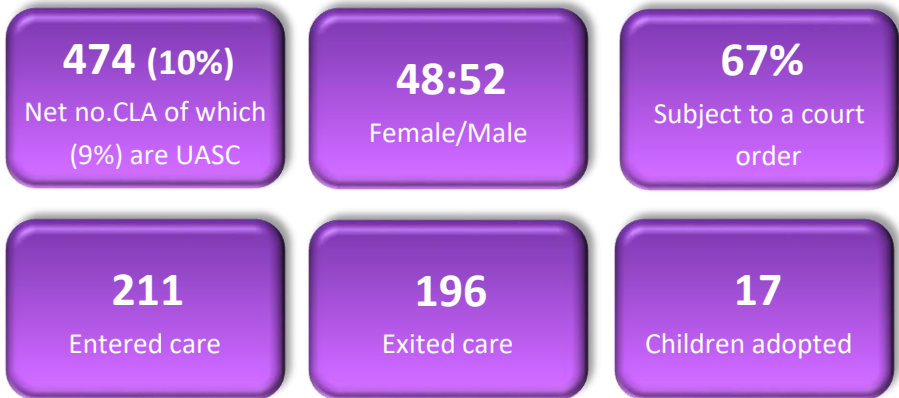 474 (10%)
Net no.CLA of which
(9%) are UASC
48:52
Female/Male
67%
Subject to a court
order
211
Entered care
196
Exited care
17
Children adopted